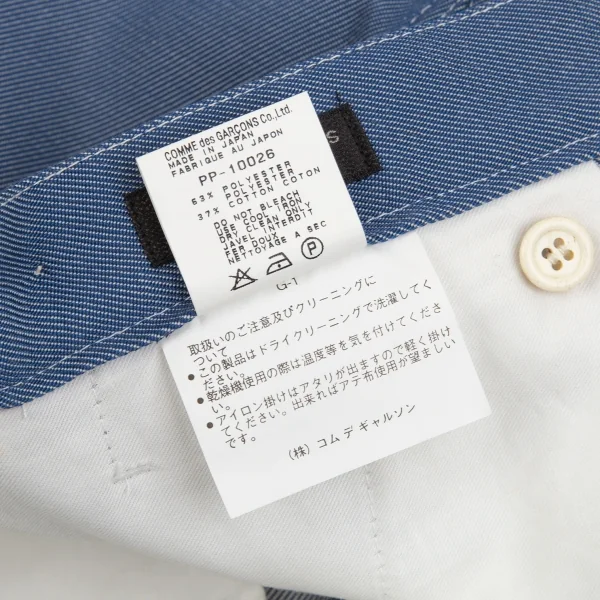 COMME des GARCONS Co.,Ltd.
MADE IN JAPAN
FABRIQUE AU JAPON
PP-10026
63% POLYESTER
POLYESTER
37% COTTON
COTON
DO NOT BLEACH
USE COOL IRON
DRY CLEAN ONLY
JAVEL INTERDIT
FER DOUX
NETTOYAGE A SEC
P
G-1
取扱いのご注意及びクリーニングに
ついて
●この製品はドライクリーニングで洗濯してく
ださい。
●乾燥機使用の際は温度等を気を付けてくださ
い。
●アイロン掛けはアタリが出ますので軽く掛け
てください。出来ればアテ布使用が望ましい
です。
(株) コム デ ギャルソン
S